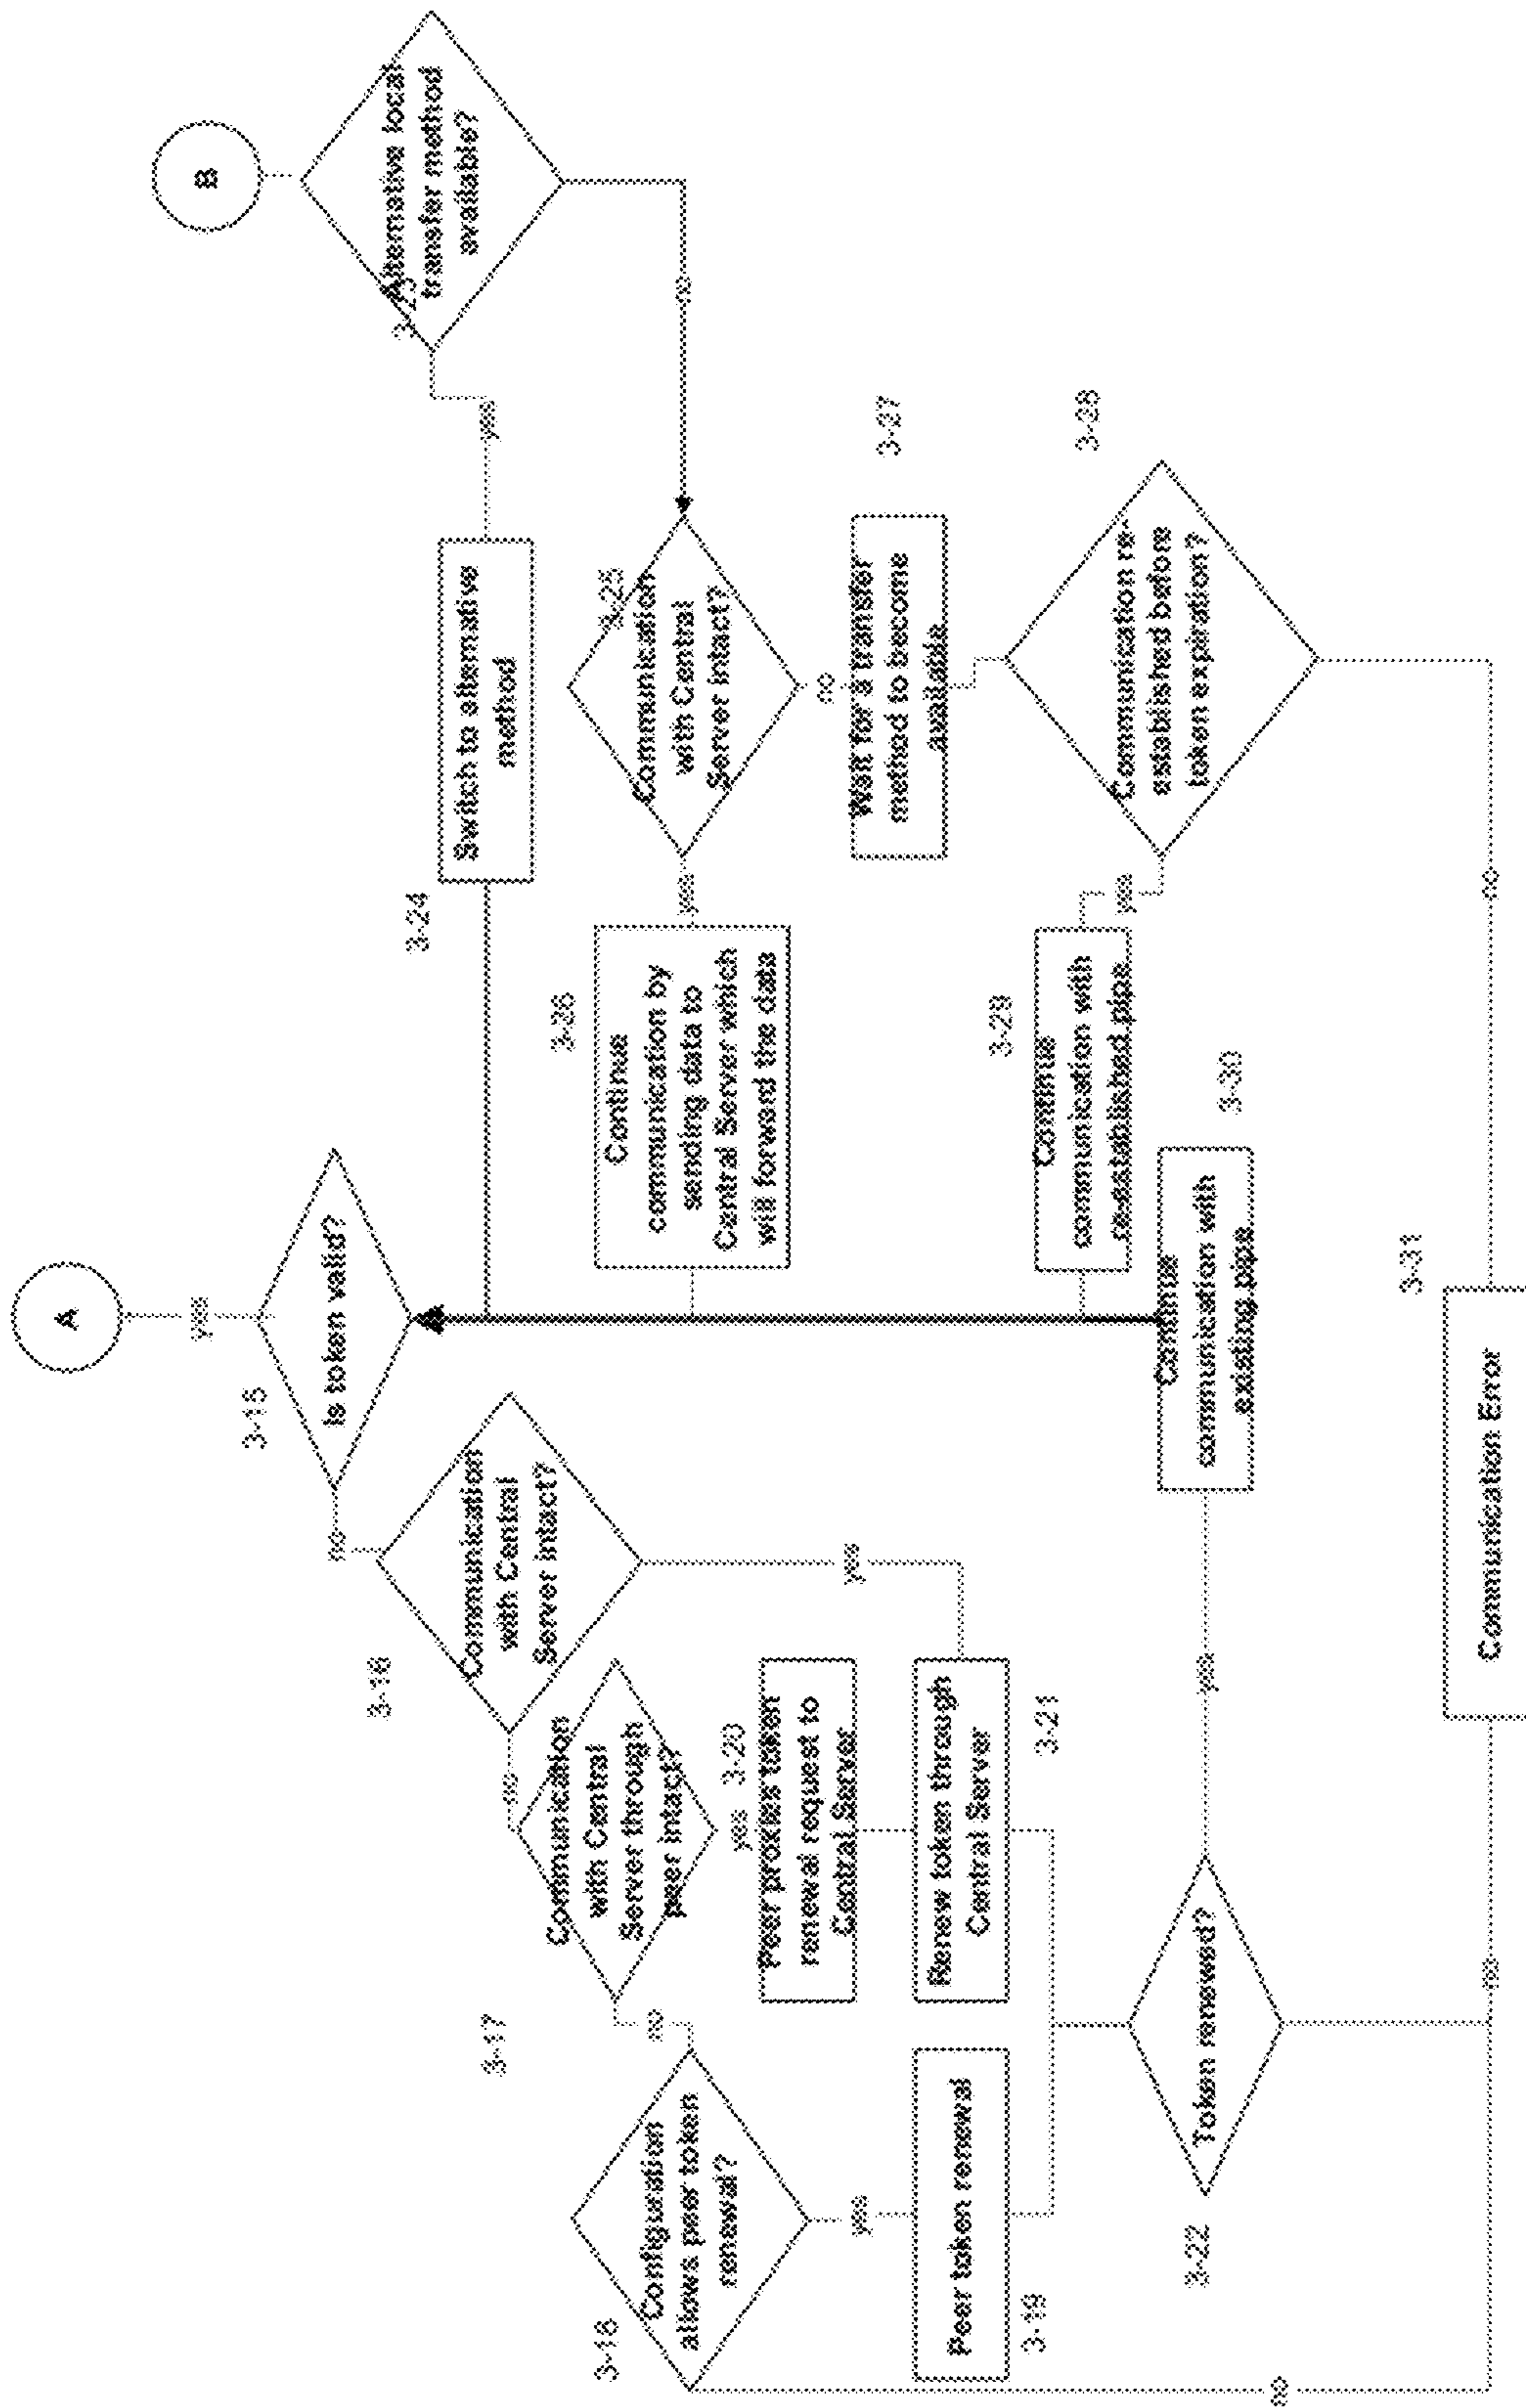 A
yes
3-15
Is token valid?
no
3-16
Communication
with Central
Server intact?
yes
no
3-17
Communication
with Central
Server through
peer intact?
yes
3-20
Peer proxies token
renewal request to
Central Server
no
3-18
Configuration
allows peer token
renewal?
yes
Peer token renewal
3-19
Renew token through
Central Server
3-21
3-22
Token renewed?
yes
no
no
B
Alternative local
transfer method
available?
yes
no
3-24
Switch to alternative
method
3-25
Communication
with Central
Server intact?
yes
no
3-26
Continue
communication by
sending data to
Central Server which
will forward the data
3-27
Wait for a transfer
method to become
available
3-28
Communication re-
established before
token expiration?
yes
no
3-29
Continue
communication with
re-established pipe
3-30
Continue
communication with
existing pipe
3-31
Communication Error